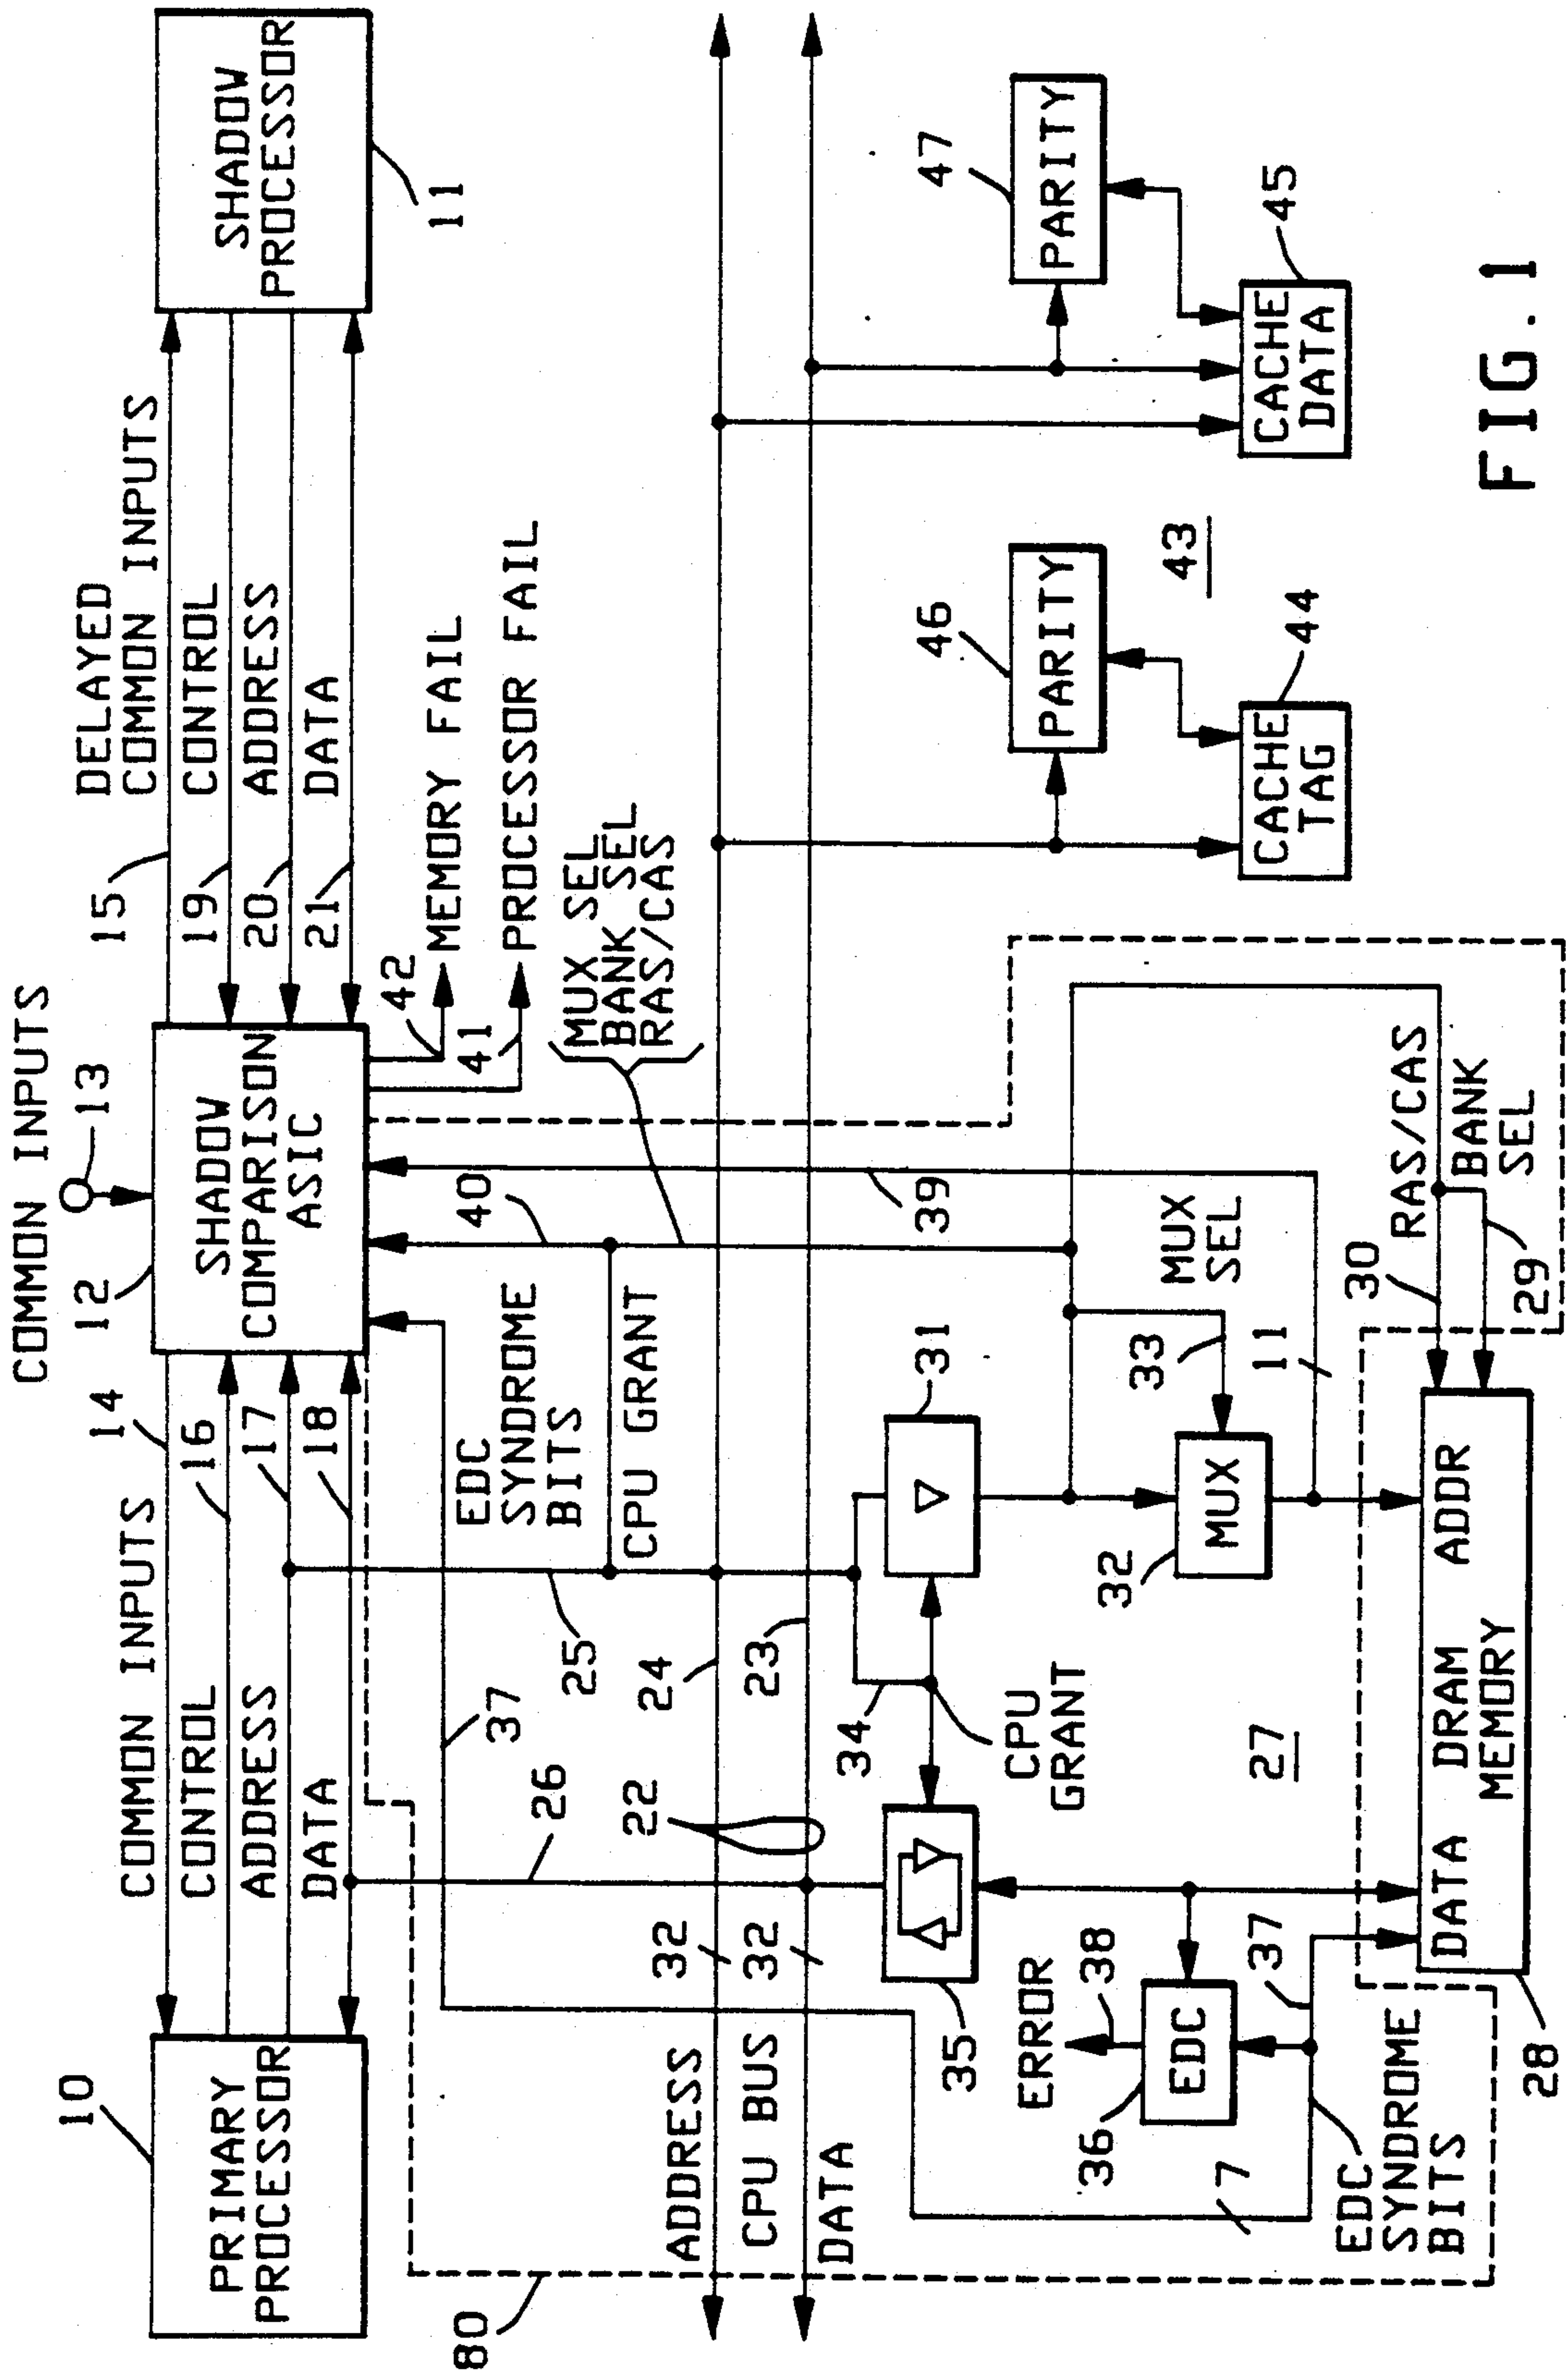 COMMON INPUTS
13
12
SHADOW
COMPARISON
ASIC
10
PRIMARY
PROCESSOR
COMMON INPUTS
14
CONTROL
16
ADDRESS
17
DATA
18
15
DELAYED
COMMON INPUTS
19
CONTROL
20
ADDRESS
21
DATA
SHADOW
PROCESSOR
11
42
MEMORY FAIL
41
PROCESSOR FAIL
MUX SEL
BANK SEL
RAS/CAS
80
37
EDC
SYNDROME
BITS
40
CPU GRANT
26
25
39
ADDRESS
32
22
24
CPU BUS
32
23
DATA
35
34
CPU
GRANT
31
MUX
SEL
33
32
MUX
11
ERROR
38
36
EDC
7
37
EDC
SYNDROME
BITS
27
30
RAS/CAS
29
BANK
SEL
DATA
DRAM
MEMORY
ADDR
28
46
PARITY
47
PARITY
43
CACHE
TAG
44
CACHE
DATA
45
FIG. 1